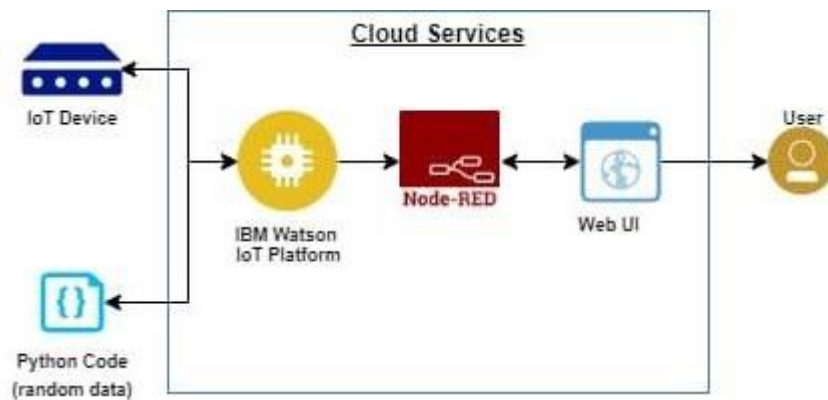 Cloud Services
IoT Device
User
Node-RED
Web UI
IBM Watson
IoT Platform
{}
Python Code
(random data)